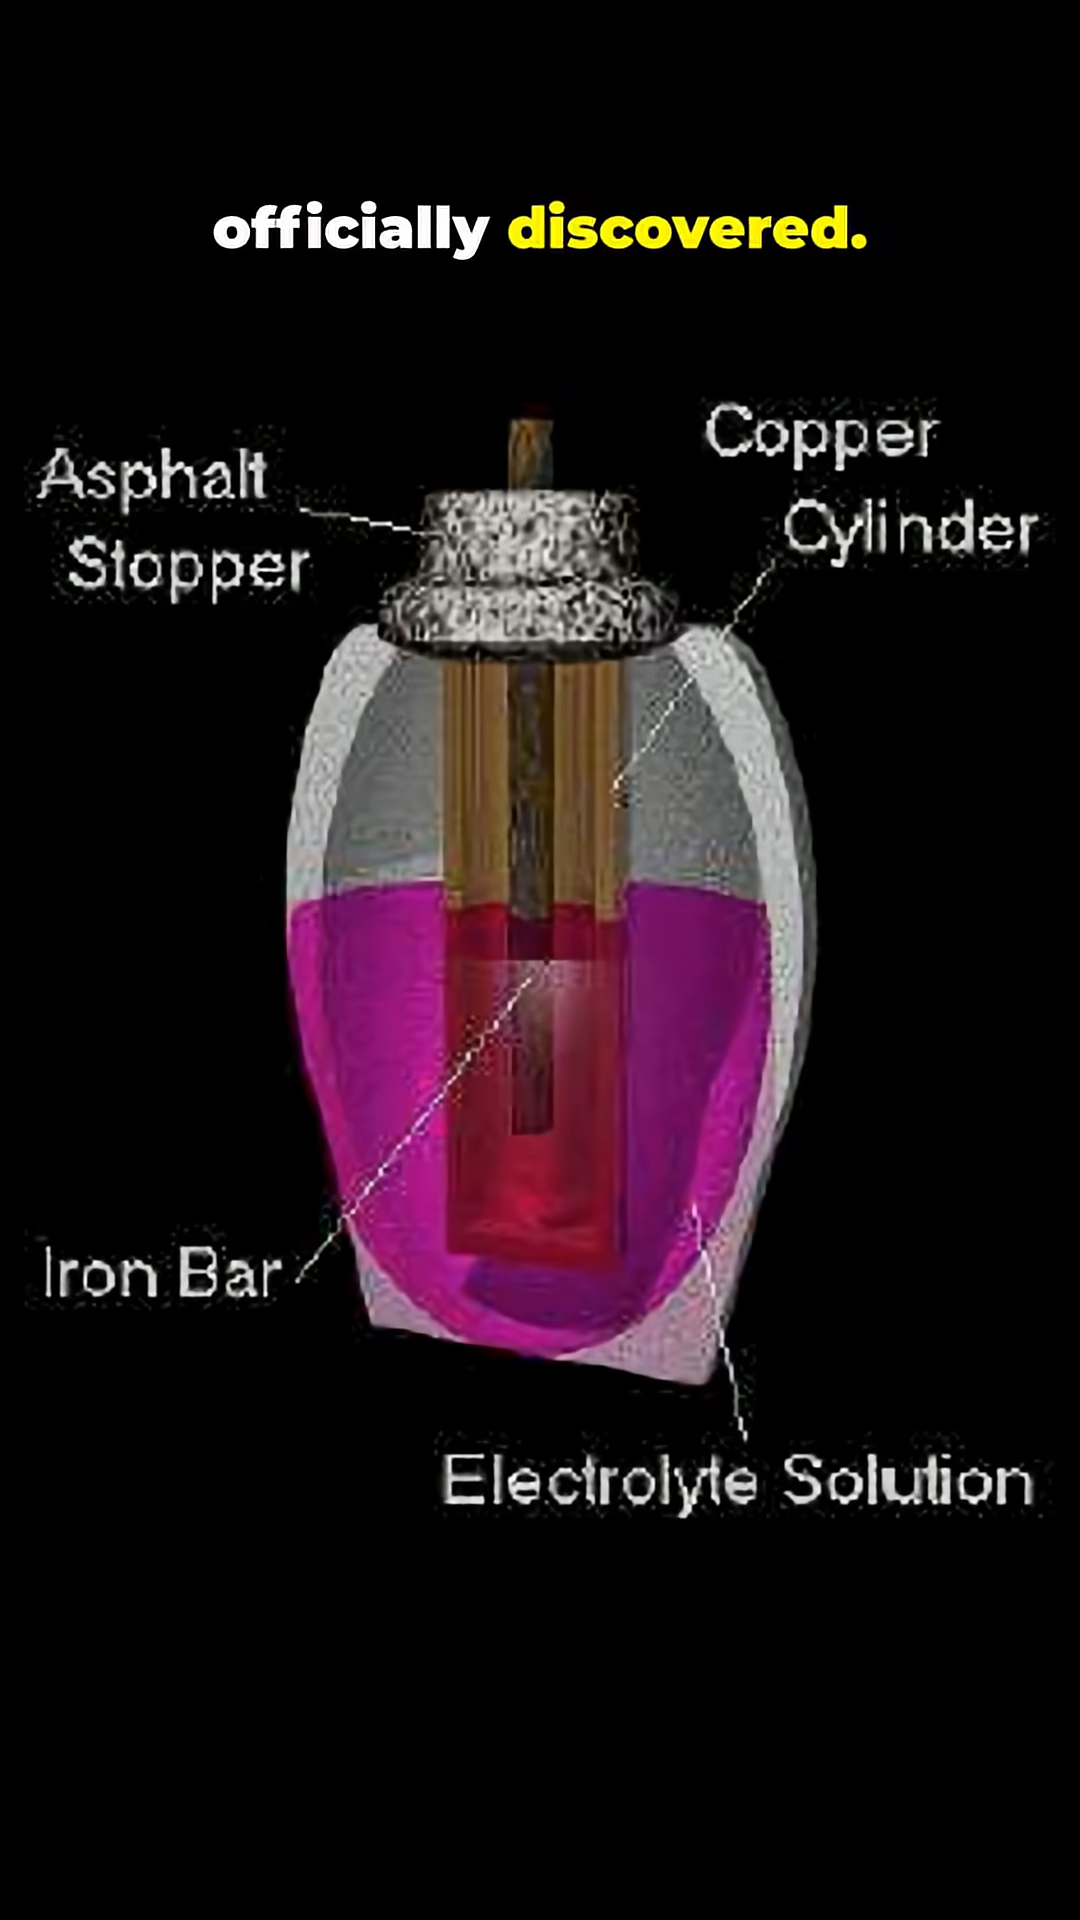 officially discovered.
Asphalt
Stopper
Copper
Cylinder
Iron Bar
Electrolyte Solution